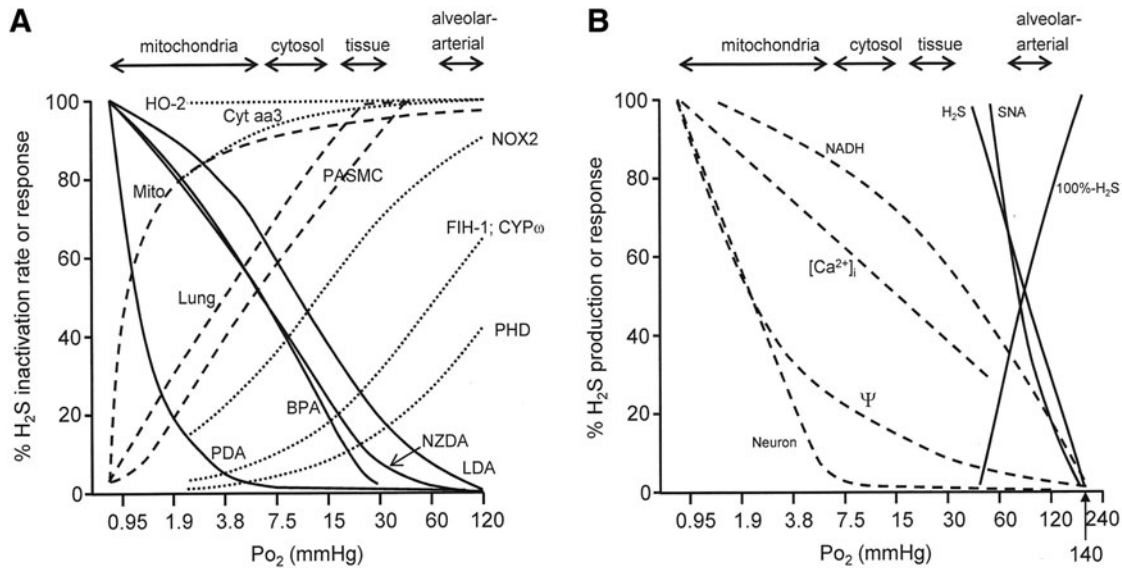 A
mitochondria cytosol tissue alveolar-arterial
% H₂S inactivation rate or response
100
80
60
40
20
0
HO-2
Cyt aa3
NOX2
Mito
PASMC
FIH-1; CYPω
Lung
PHD
BPA
NZDA
PDA
LDA
0.95 1.9 3.8 7.5 15 30 60 120
Po₂ (mmHg)
B
mitochondria cytosol tissue alveolar-arterial
% H₂S production or response
100
80
60
40
20
0
H₂S SNA
NADH
100%-H₂S
[Ca²⁺]ᵢ
Ψ
Neuron
0.95 1.9 3.8 7.5 15 30 60 120 240
Po₂ (mmHg) 140